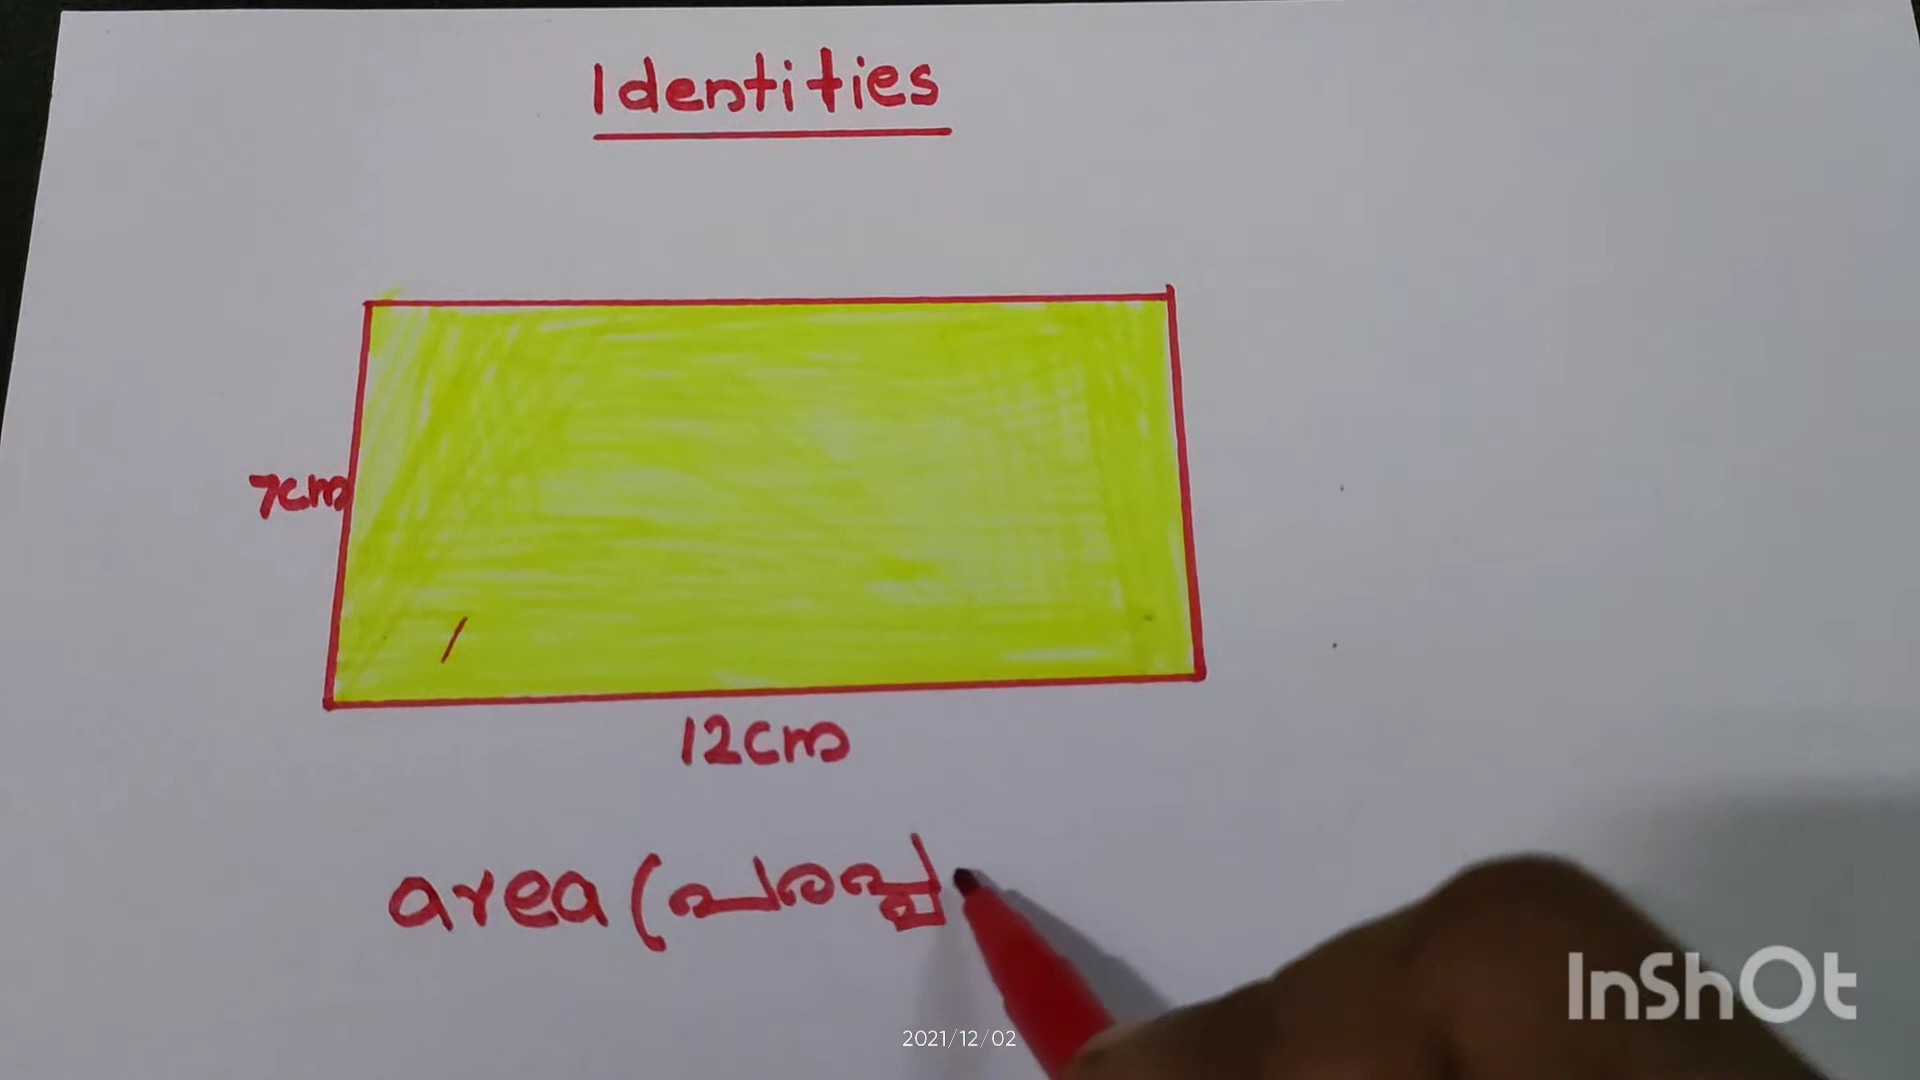 Identities
7cm
12cm
area (പരപ്പ
InShOt
2021/12/02